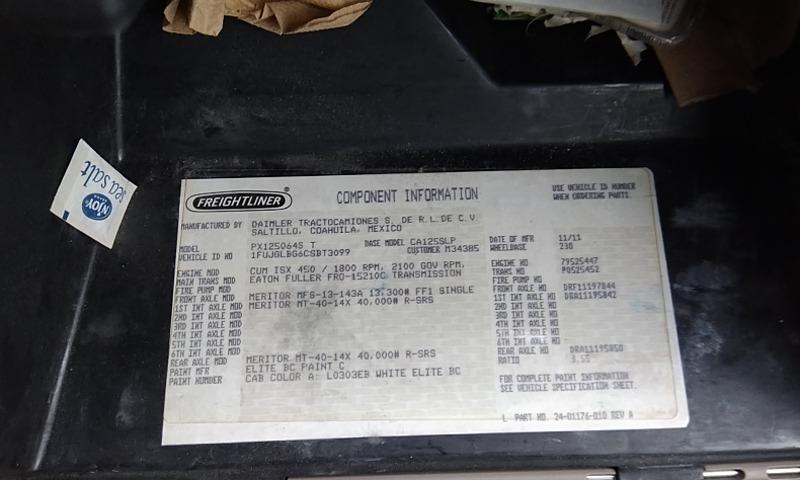 sea salt
N'JOY
FREIGHTLINER®
COMPONENT INFORMATION
USE VEHICLE ID NUMBER
WHEN ORDERING PARTS.
MANUFACTURED BY DAIMLER TRACTOCAMIONES S. DE R.L.DE C.V.
SALTILLO, COAHUILA, MEXICO
MODEL PX125064S T BASE MODEL CA125SLP DATE OF MFR 11/11
VEHICLE ID NO 1FUJGLBG6CSBT3099 CUSTOMER M34385 WHEELBASE 230
ENGINE MOD CUM ISX 450 / 1800 RPM, 2100 GOV RPM, ENGINE NO 79525447
MAIN TRANS MOD EATON FULLER FRO-15210C TRANSMISSION TRANS NO P0525452
FIRE PUMP MOD FIRE PUMP NO
FRONT AXLE MOD MERITOR MFS-13-143A 13,300# FF1 SINGLE FRONT AXLE NO DRF11197844
1ST INT AXLE MOD MERITOR MT-40-14X 40,000# R-SRS 1ST INT AXLE NO DRA11195842
2ND INT AXLE MOD 2ND INT AXLE NO
3RD INT AXLE MOD 3RD INT AXLE NO
4TH INT AXLE MOD 4TH INT AXLE NO
5TH INT AXLE MOD 5TH INT AXLE NO
6TH INT AXLE MOD 6TH INT AXLE NO
REAR AXLE MOD MERITOR MT-40-14X 40,000# R-SRS REAR AXLE NO DRA11195850
PAINT MFR ELITE BC PAINT C RATIO 3.55
PAINT NUMBER CAB COLOR A: L0303EB WHITE ELITE BC
FOR COMPLETE PAINT INFORMATION
SEE VEHICLE SPECIFICATION SHEET.
L PART NO. 24-01176-010 REV A